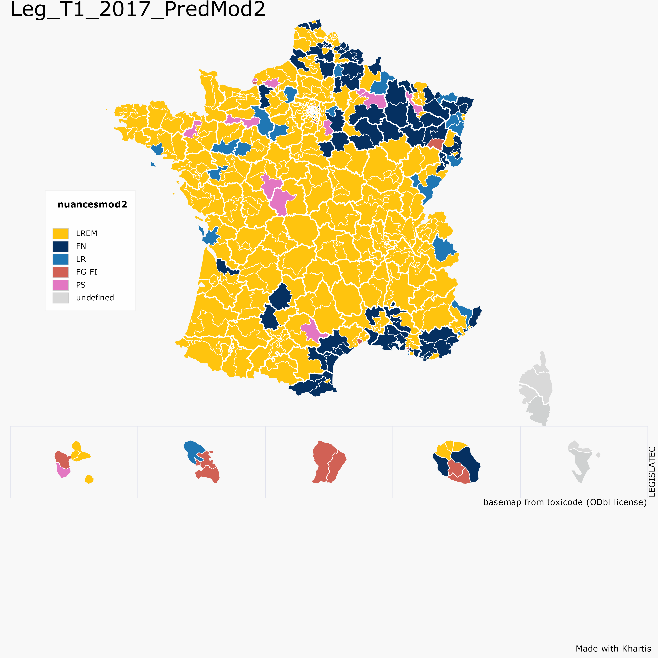 Leg_T1_2017_PredMod2
nuancesmod2
LREM
FN
LR
FG-FI
PS
undefined
LEGISLATEC
basemap from toxicode (ODbl license)
Made with Khartis